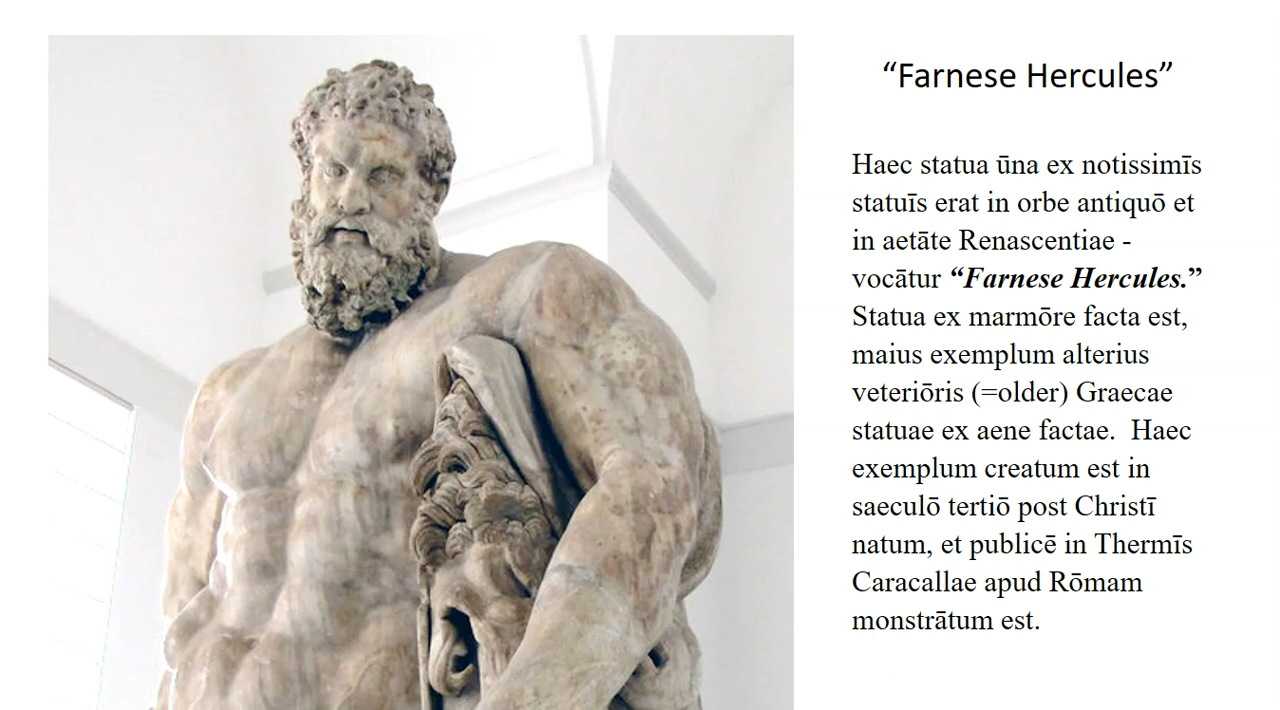 “Farnese Hercules”
Haec statua ūna ex notissimīs
statuīs erat in orbe antiquō et
in aetāte Renascentiae -
vocātur “Farnese Hercules.”
Statua ex marmōre facta est,
maius exemplum alterius
veteriōris (=older) Graecae
statuae ex aene factae.  Haec
exemplum creatum est in
saeculō tertiō post Christī
natum, et publicē in Thermīs
Caracallae apud Rōmam
monstrātum est.